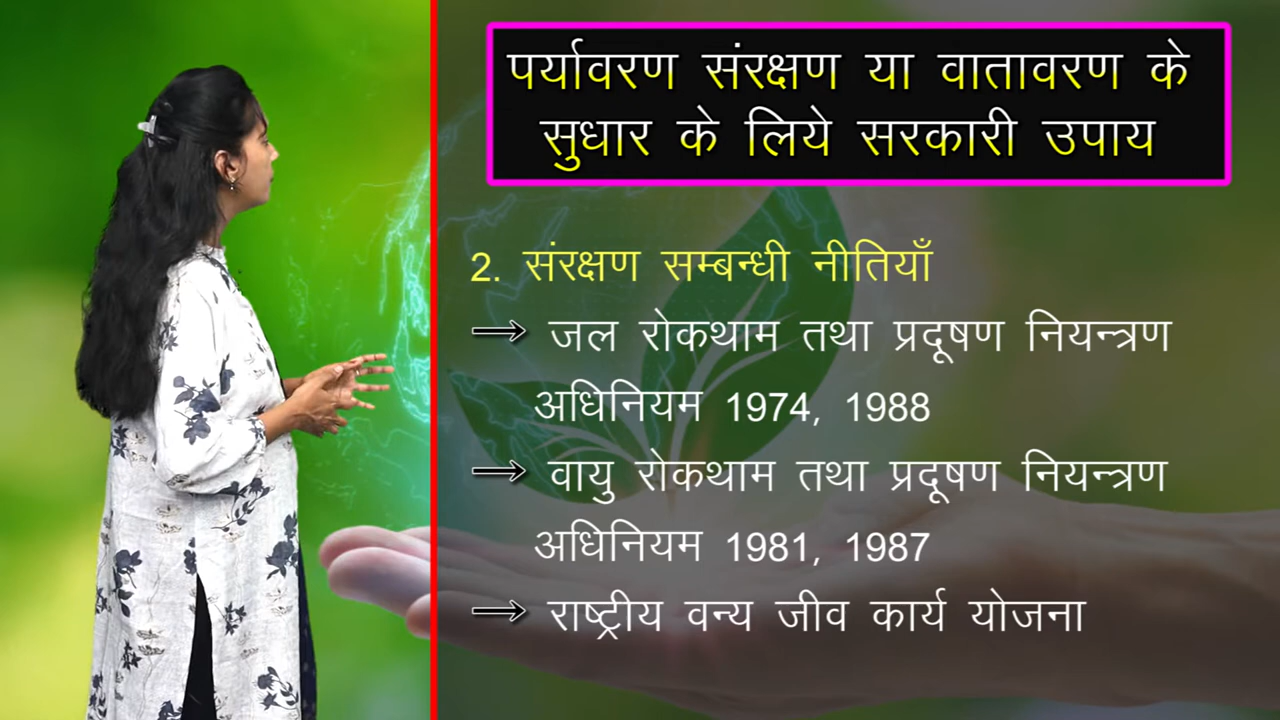 पर्यावरण संरक्षण या वातावरण के
सुधार के लिये सरकारी उपाय
2. संरक्षण सम्बन्धी नीतियाँ
→ जल रोकथाम तथा प्रदूषण नियन्त्रण
अधिनियम 1974, 1988
→ वायु रोकथाम तथा प्रदूषण नियन्त्रण
अधिनियम 1981, 1987
→ राष्ट्रीय वन्य जीव कार्य योजना